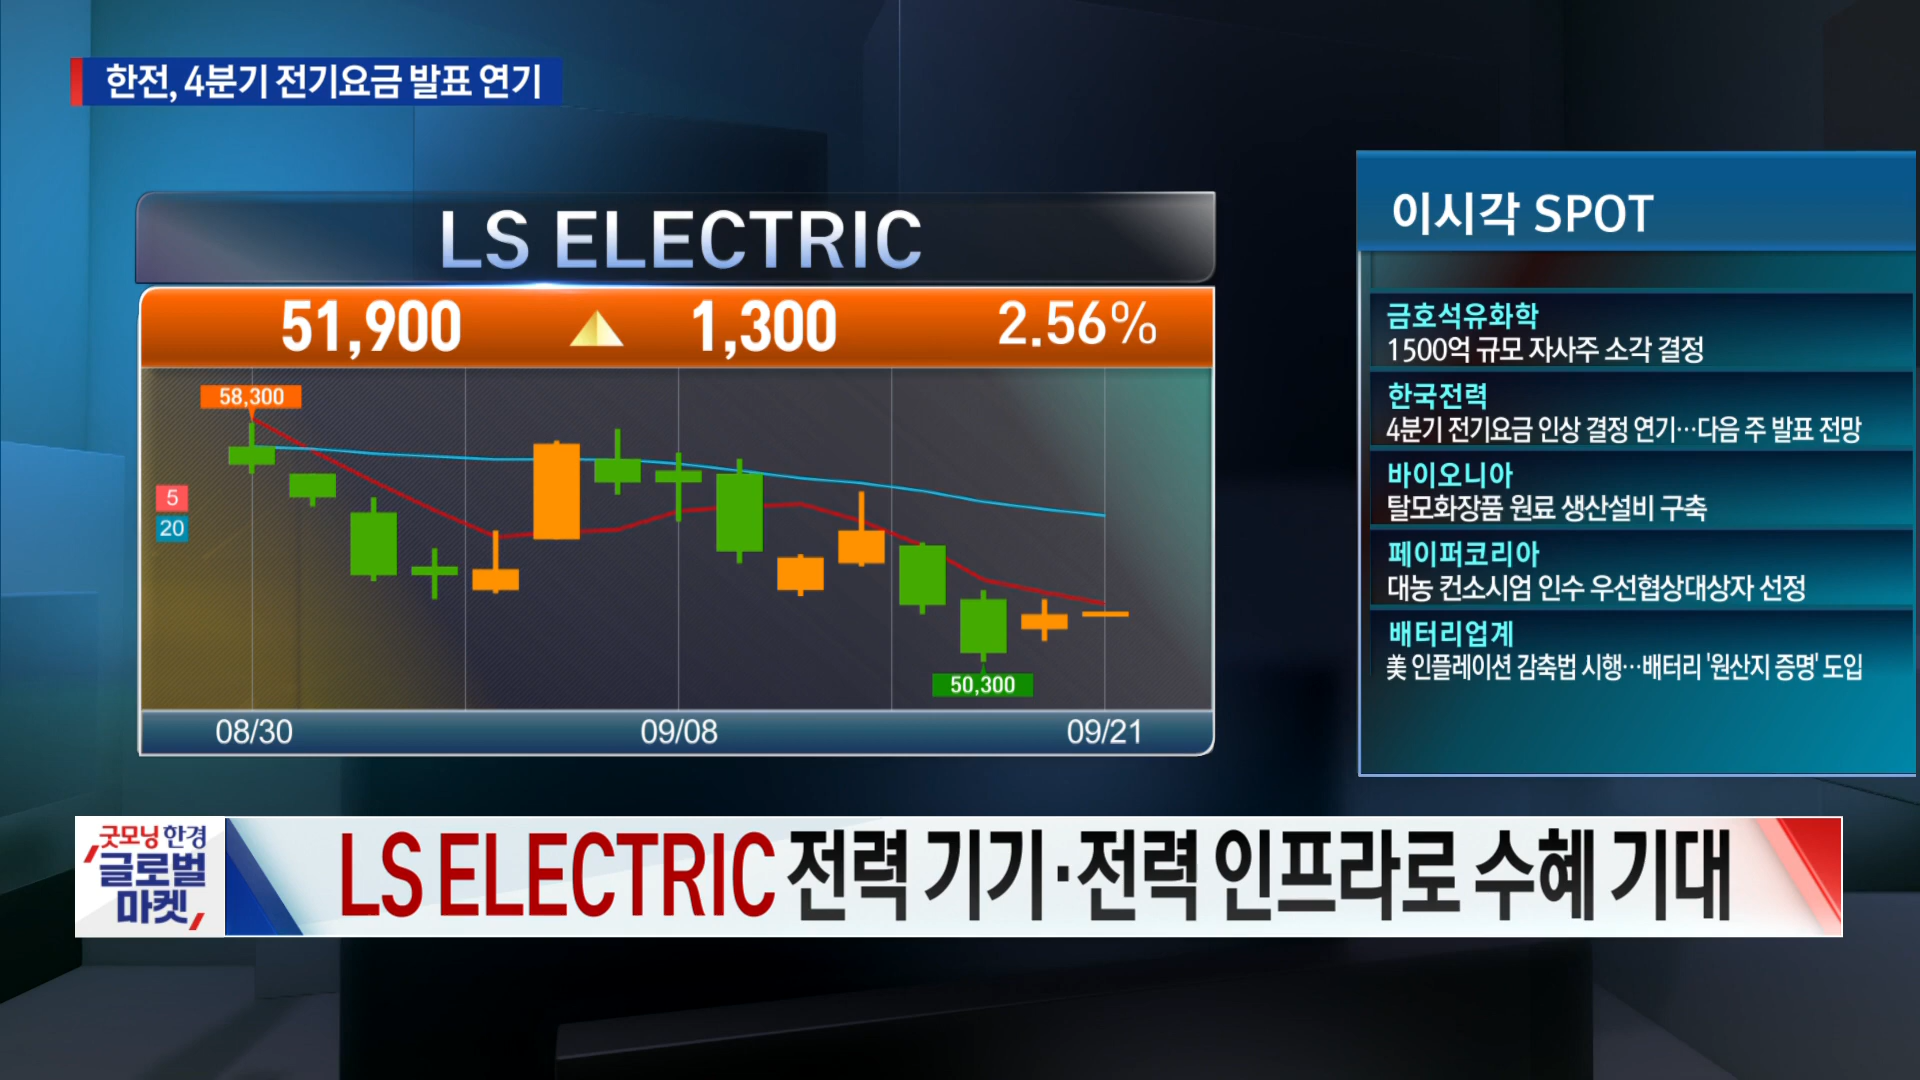 한전, 4분기 전기요금 발표 연기
LS ELECTRIC
51,900 ▲ 1,300 2.56%
58,300
5
20
50,300
08/30 09/08 09/21
이시각 SPOT
금호석유화학
1500억 규모 자사주 소각 결정
한국전력
4분기 전기요금 인상 결정 연기…다음 주 발표 전망
바이오니아
탈모화장품 원료 생산설비 구축
페이퍼코리아
대농 컨소시엄 인수 우선협상대상자 선정
배터리업계
美 인플레이션 감축법 시행…배터리 '원산지 증명' 도입
굿모닝 한경
글로벌
마켓
LS ELECTRIC 전력 기기·전력 인프라로 수혜 기대